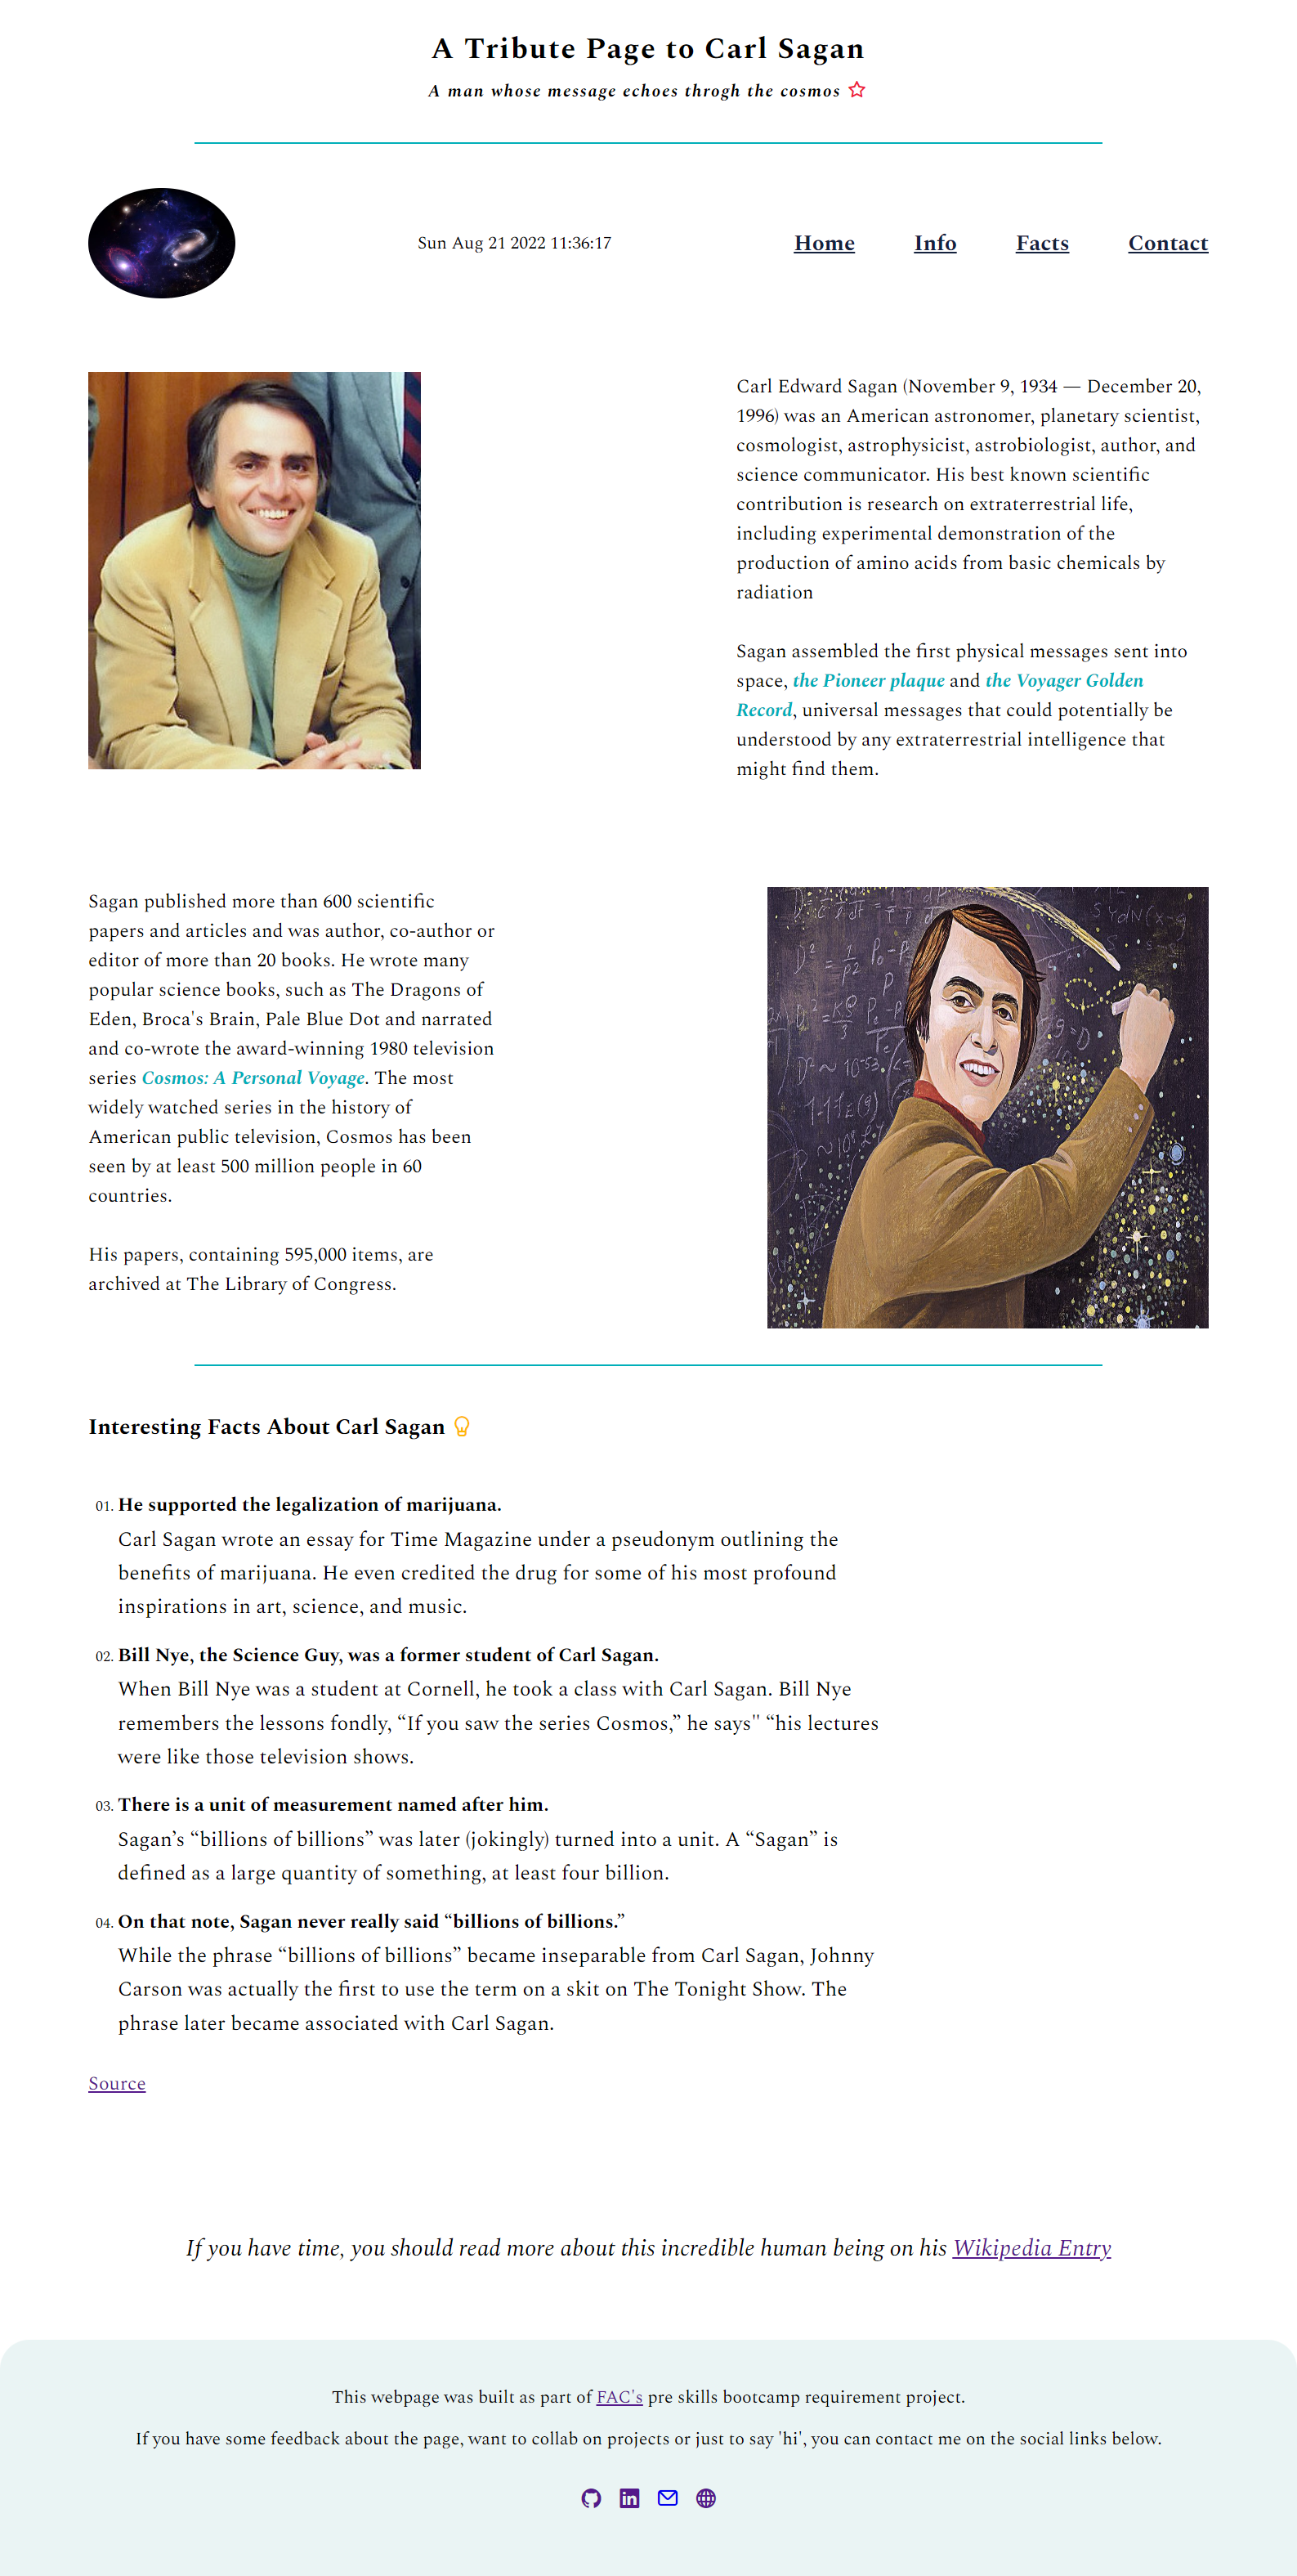 A Tribute Page to Carl Sagan
A man whose message echoes throgh the cosmos
Sun Aug 21 2022 11:36:17
Home Info Facts Contact
Carl Edward Sagan (November 9, 1934 — December 20,
1996) was an American astronomer, planetary scientist,
cosmologist, astrophysicist, astrobiologist, author, and
science communicator. His best known scientific
contribution is research on extraterrestrial life,
including experimental demonstration of the
production of amino acids from basic chemicals by
radiation
Sagan assembled the first physical messages sent into
space, the Pioneer plaque and the Voyager Golden
Record, universal messages that could potentially be
understood by any extraterrestrial intelligence that
might find them.
Sagan published more than 600 scientific
papers and articles and was author, co-author or
editor of more than 20 books. He wrote many
popular science books, such as The Dragons of
Eden, Broca's Brain, Pale Blue Dot and narrated
and co-wrote the award-winning 1980 television
series Cosmos: A Personal Voyage. The most
widely watched series in the history of
American public television, Cosmos has been
seen by at least 500 million people in 60
countries.
His papers, containing 595,000 items, are
archived at The Library of Congress.
Interesting Facts About Carl Sagan
01. He supported the legalization of marijuana.
Carl Sagan wrote an essay for Time Magazine under a pseudonym outlining the
benefits of marijuana. He even credited the drug for some of his most profound
inspirations in art, science, and music.
02. Bill Nye, the Science Guy, was a former student of Carl Sagan.
When Bill Nye was a student at Cornell, he took a class with Carl Sagan. Bill Nye
remembers the lessons fondly, “If you saw the series Cosmos,” he says" “his lectures
were like those television shows.
03. There is a unit of measurement named after him.
Sagan’s “billions of billions” was later (jokingly) turned into a unit. A “Sagan” is
defined as a large quantity of something, at least four billion.
04. On that note, Sagan never really said “billions of billions.”
While the phrase “billions of billions” became inseparable from Carl Sagan, Johnny
Carson was actually the first to use the term on a skit on The Tonight Show. The
phrase later became associated with Carl Sagan.
Source
If you have time, you should read more about this incredible human being on his Wikipedia Entry
This webpage was built as part of FAC's pre skills bootcamp requirement project.
If you have some feedback about the page, want to collab on projects or just to say 'hi', you can contact me on the social links below.